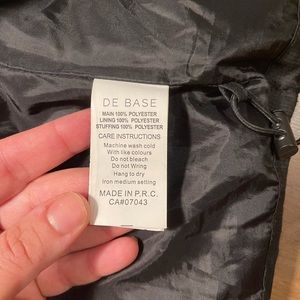 DE BASE
MAIN 100% POLYESTER
LINING 100% POLYESTER
STUFFING 100% POLYESTER
CARE INSTRUCTIONS
Machine wash cold
With like colours
Do not bleach
Do not Wring
Hang to dry
Iron medium setting
MADE IN P.R.C.
CA#07043